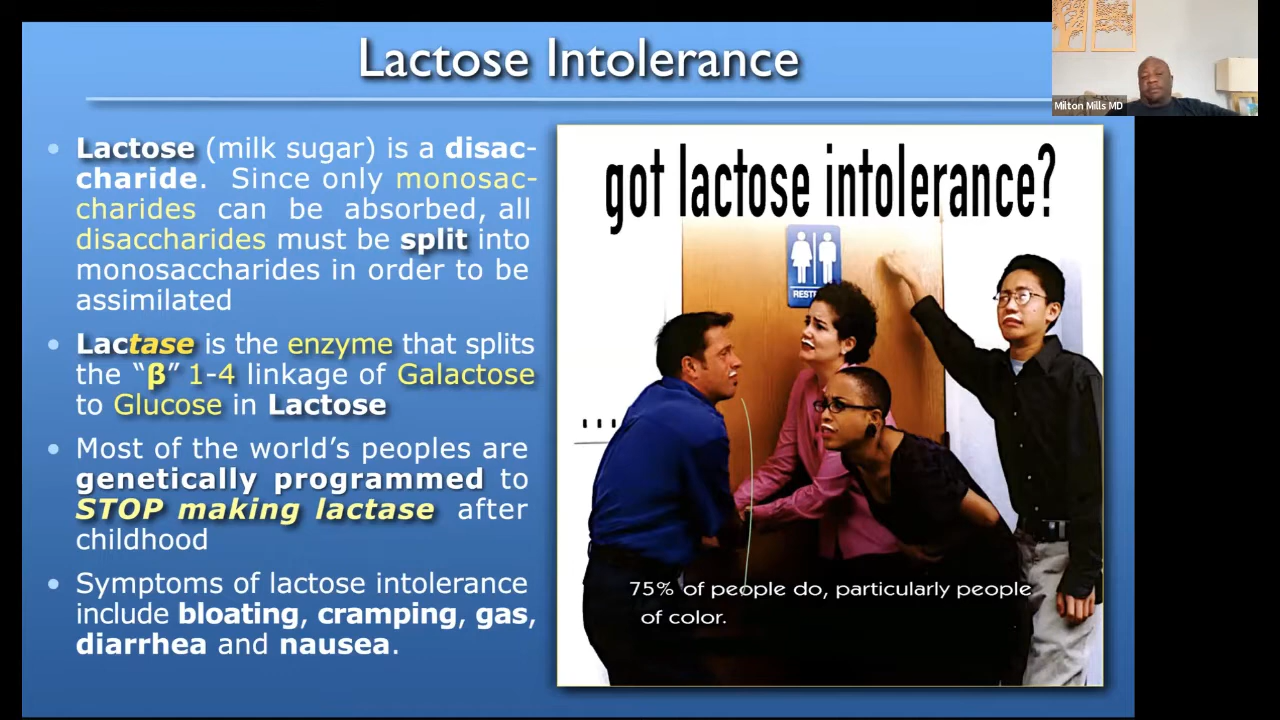 Lactose Intolerance
Milton Mills MD
Lactose (milk sugar) is a disac-
charide. Since only monosac-
charides can be absorbed, all
disaccharides must be split into
monosaccharides in order to be
assimilated
Lactase is the enzyme that splits
the “β” 1-4 linkage of Galactose
to Glucose in Lactose
Most of the world’s peoples are
genetically programmed to
STOP making lactase after
childhood
Symptoms of lactose intolerance
include bloating, cramping, gas,
diarrhea and nausea.
got lactose intolerance?
75% of people do, particularly people
of color.